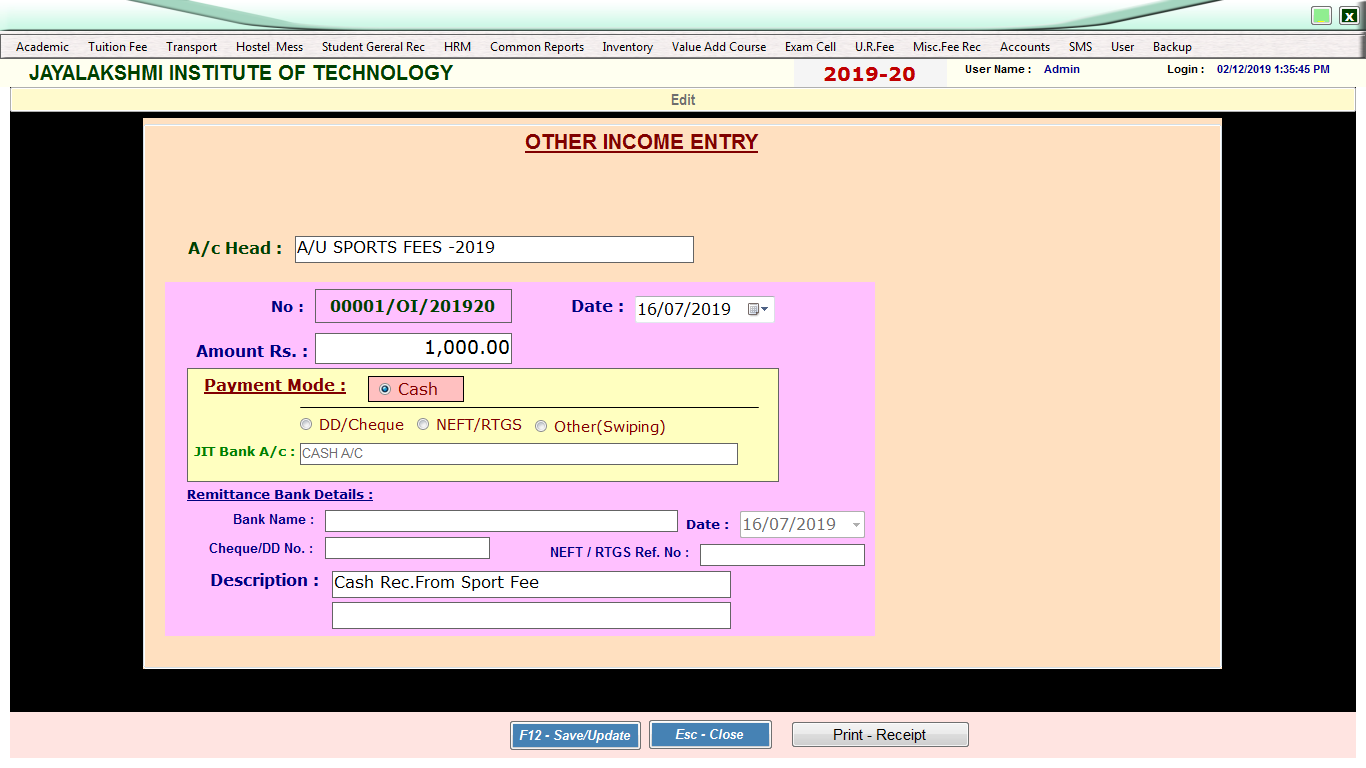 X
Academic Tuition Fee Transport Hostel Mess Student Gereral Rec HRM Common Reports Inventory Value Add Course Exam Cell U.R.Fee Misc.Fee Rec Accounts SMS User Backup
JAYALAKSHMI INSTITUTE OF TECHNOLOGY 2019-20 User Name : Admin Login : 02/12/2019 1:35:45 PM
Edit
OTHER INCOME ENTRY
A/c Head : A/U SPORTS FEES -2019
No : 00001/OI/201920 Date : 16/07/2019
Amount Rs. : 1,000.00
Payment Mode : Cash
DD/Cheque NEFT/RTGS Other(Swiping)
JIT Bank A/c : CASH A/C
Remittance Bank Details :
Bank Name : Date : 16/07/2019
Cheque/DD No. : NEFT / RTGS Ref. No :
Description : Cash Rec.From Sport Fee
F12 - Save/Update Esc - Close Print - Receipt